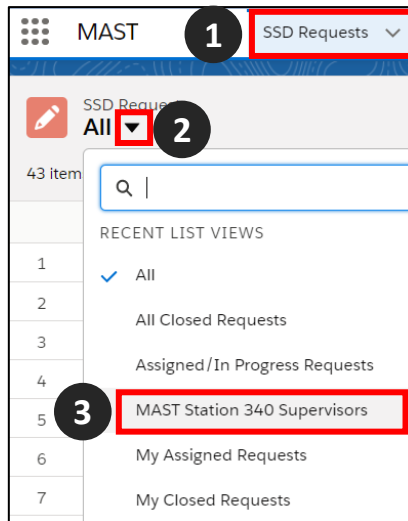 MAST
1
SSD Requests
SSD Reques
All
2
43 item
RECENT LIST VIEWS
1
All
2
All Closed Requests
3
Assigned/In Progress Requests
4
3
MAST Station 340 Supervisors
5
6
My Assigned Requests
7
My Closed Requests